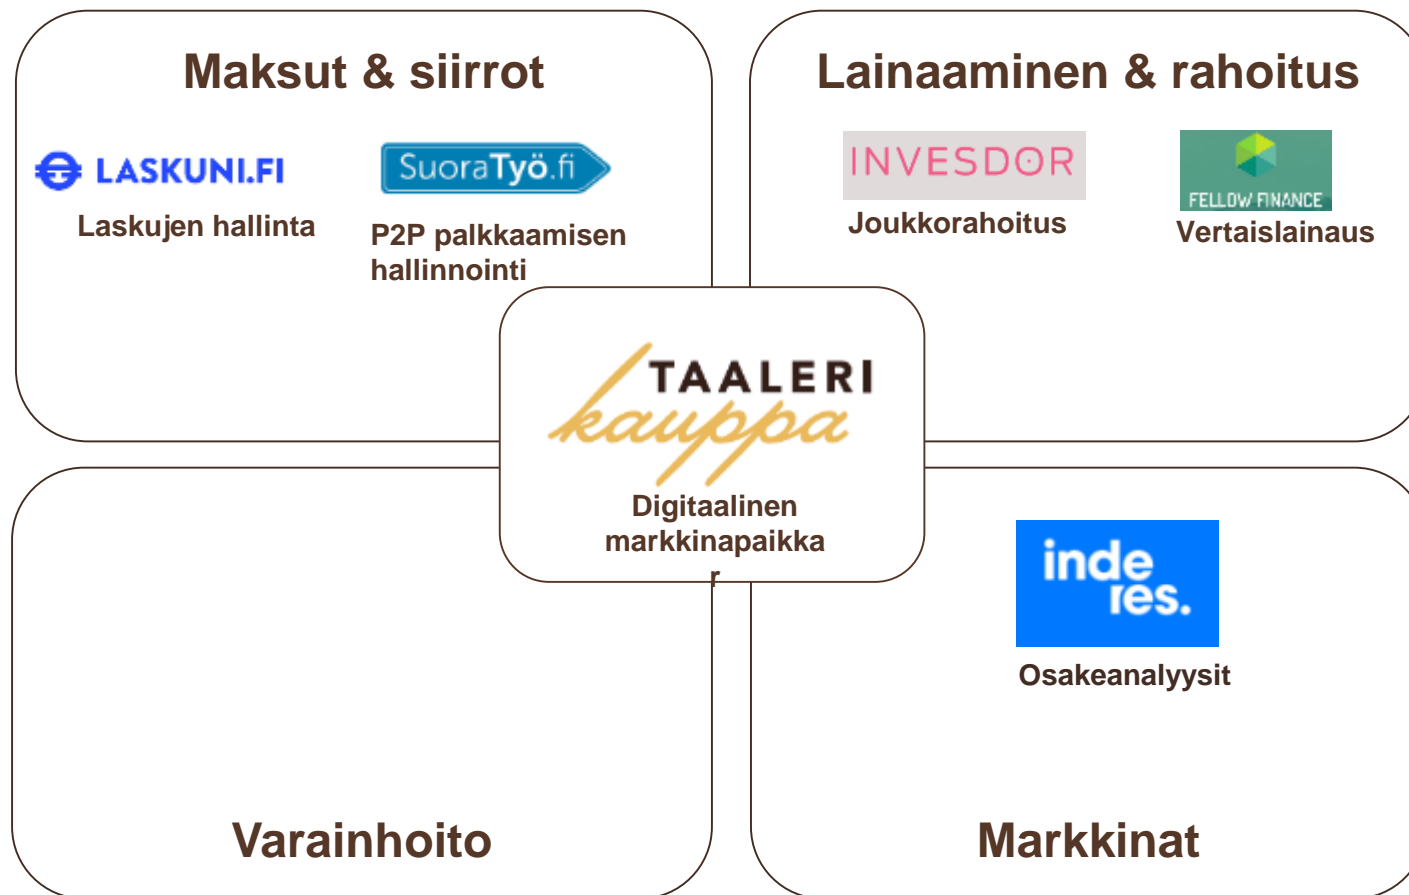 Maksut & siirrot
LASKUNI.FI
Laskujen hallinta
SuoraTyö.fi
P2P palkkaamisen
hallinnointi
Lainaaminen & rahoitus
INVESDOR
Joukkorahoitus
FELLOW FINANCE
Vertaislainaus
TAALERI
kauppa
Digitaalinen
markkinapaikka
r
Varainhoito
inde
res.
Osakeanalyysit
Markkinat